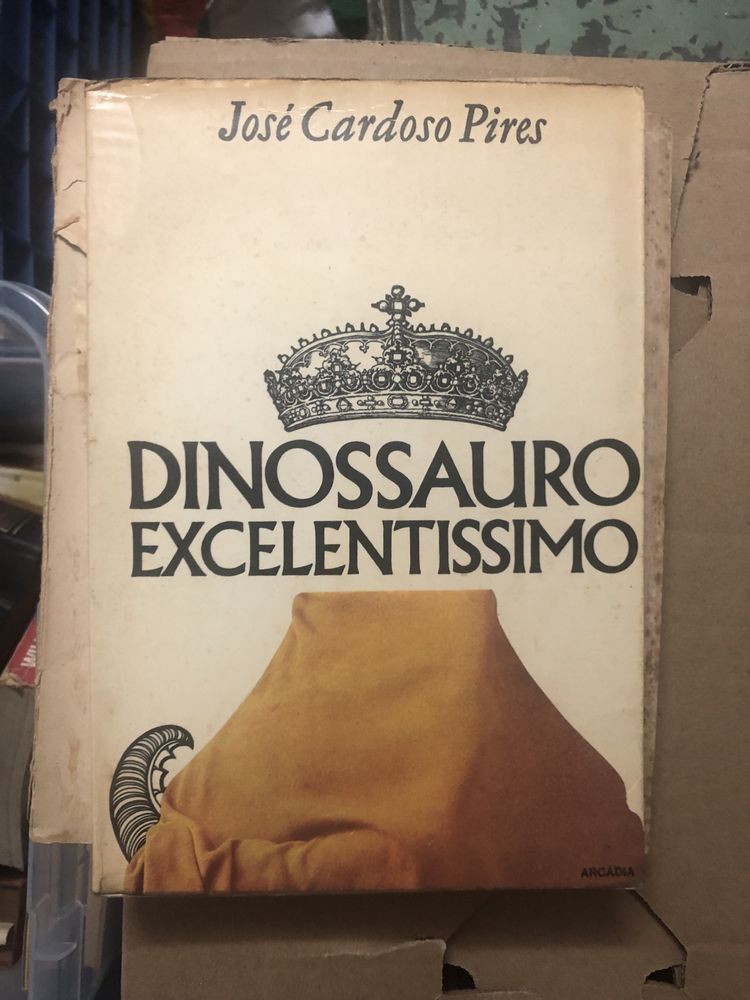 José Cardoso Pires
DINOSSAURO
EXCELENTISSIMO
ARCÁDIA